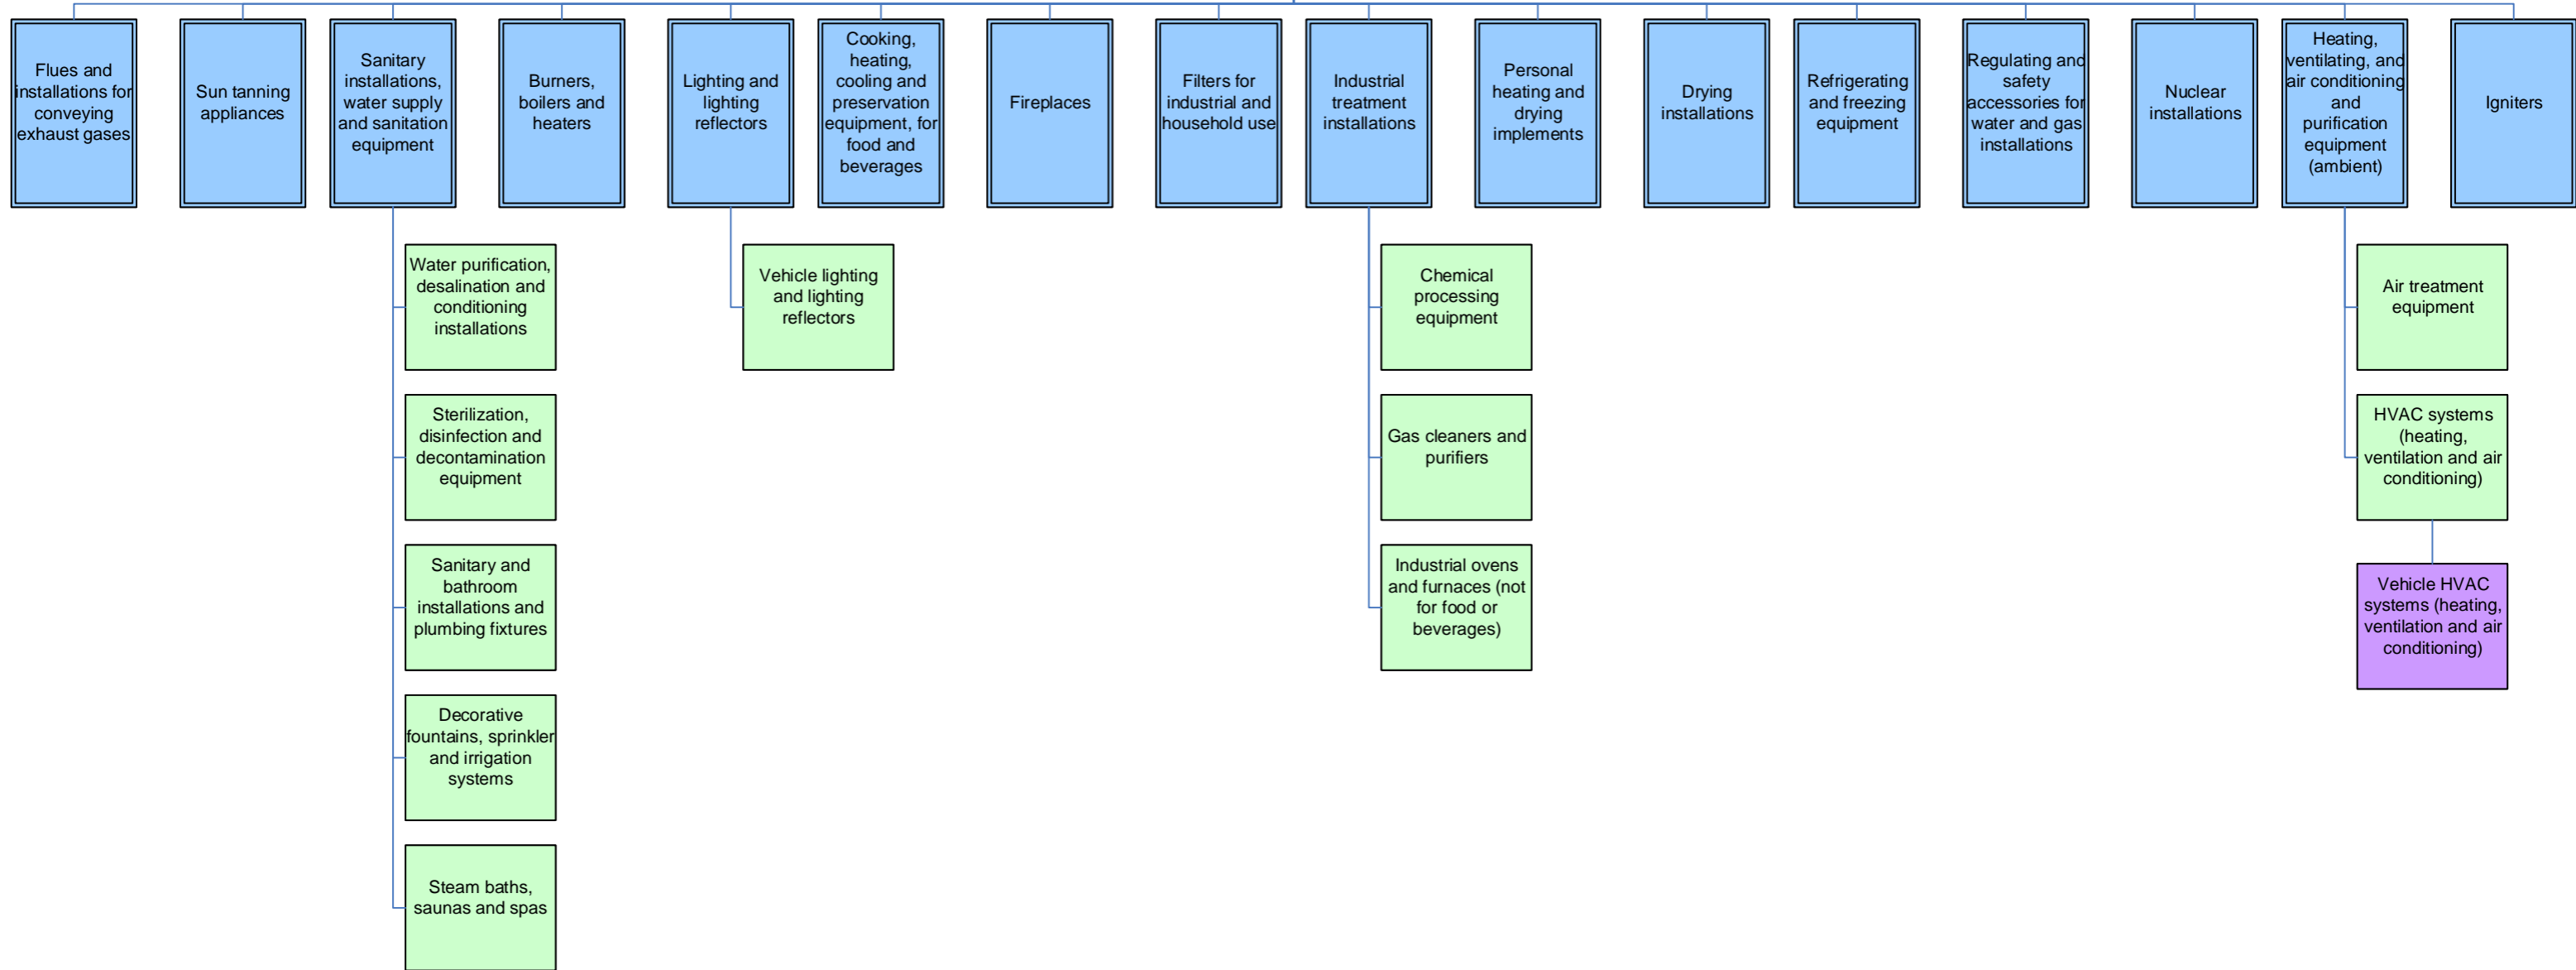 Flues and
installations for
conveying
exhaust gases
Sun tanning
appliances
Sanitary
installations,
water supply
and sanitation
equipment
Burners,
boilers and
heaters
Lighting and
lighting
reflectors
Cooking,
heating,
cooling and
preservation
equipment, for
food and
beverages
Fireplaces
Filters for
industrial and
household use
Industrial
treatment
installations
Personal
heating and
drying
implements
Drying
installations
Refrigerating
and freezing
equipment
Regulating and
safety
accessories for
water and gas
installations
Nuclear
installations
Heating,
ventilating, and
air conditioning
and
purification
equipment
(ambient)
Igniters
Water purification,
desalination and
conditioning
installations
Vehicle lighting
and lighting
reflectors
Chemical
processing
equipment
Air treatment
equipment
Sterilization,
disinfection and
decontamination
equipment
Gas cleaners and
purifiers
HVAC systems
(heating,
ventilation and air
conditioning)
Sanitary and
bathroom
installations and
plumbing fixtures
Industrial ovens
and furnaces (not
for food or
beverages)
Vehicle HVAC
systems (heating,
ventilation and air
conditioning)
Decorative
fountains, sprinkler
and irrigation
systems
Steam baths,
saunas and spas